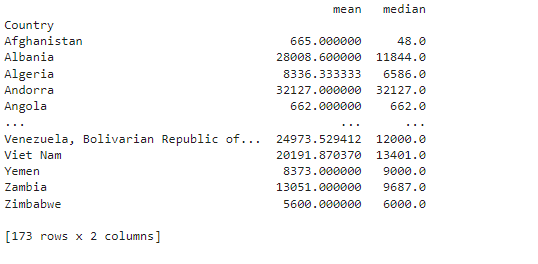 mean median
Country
Afghanistan 665.000000 48.0
Albania 28008.600000 11844.0
Algeria 8336.333333 6586.0
Andorra 32127.000000 32127.0
Angola 662.000000 662.0
... ... ...
Venezuela, Bolivarian Republic of... 24973.529412 12000.0
Viet Nam 20191.870370 13401.0
Yemen 8373.000000 9000.0
Zambia 13051.000000 9687.0
Zimbabwe 5600.000000 6000.0
[173 rows x 2 columns]